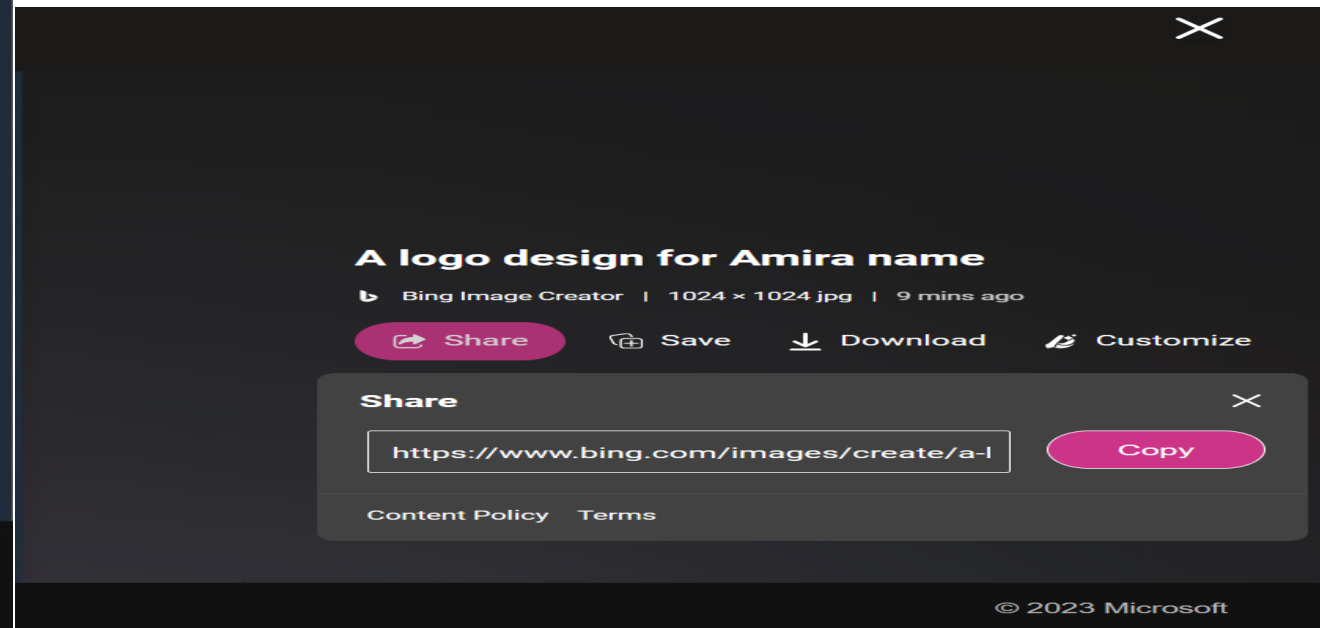 A logo design for Amira name
Bing Image Creator | 1024 × 1024 jpg | 9 mins ago
Share Save Download Customize
Share
https://www.bing.com/images/create/a-l Copy
Content Policy Terms
© 2023 Microsoft